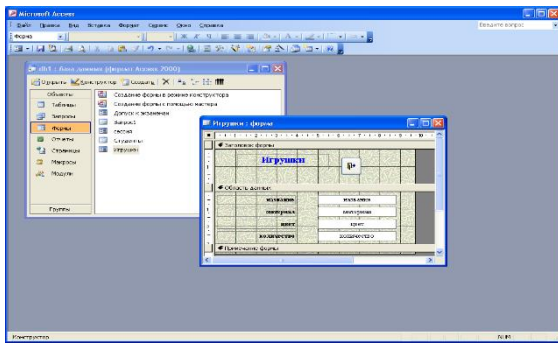 Microsoft Access
Файл Правка Вид Вставка Формат Сервис Окно Справка
Введите вопрос
Форма
db1 : база данных (формат Access 2000)
Открыть Конструктор Создать
Объекты
Таблицы
Запросы
Формы
Отчеты
Страницы
Макросы
Модули
Группы
Создание формы в режиме конструктора
Создание формы с помощью мастера
Допуск к экзаменам
Запрос1
сессия
Студенты
Игрушки
Игрушки : форма
Заголовок формы
Игрушки
Область данных
название название
материал материал
цвет цвет
количество количество
Примечание формы
Конструктор
NUM